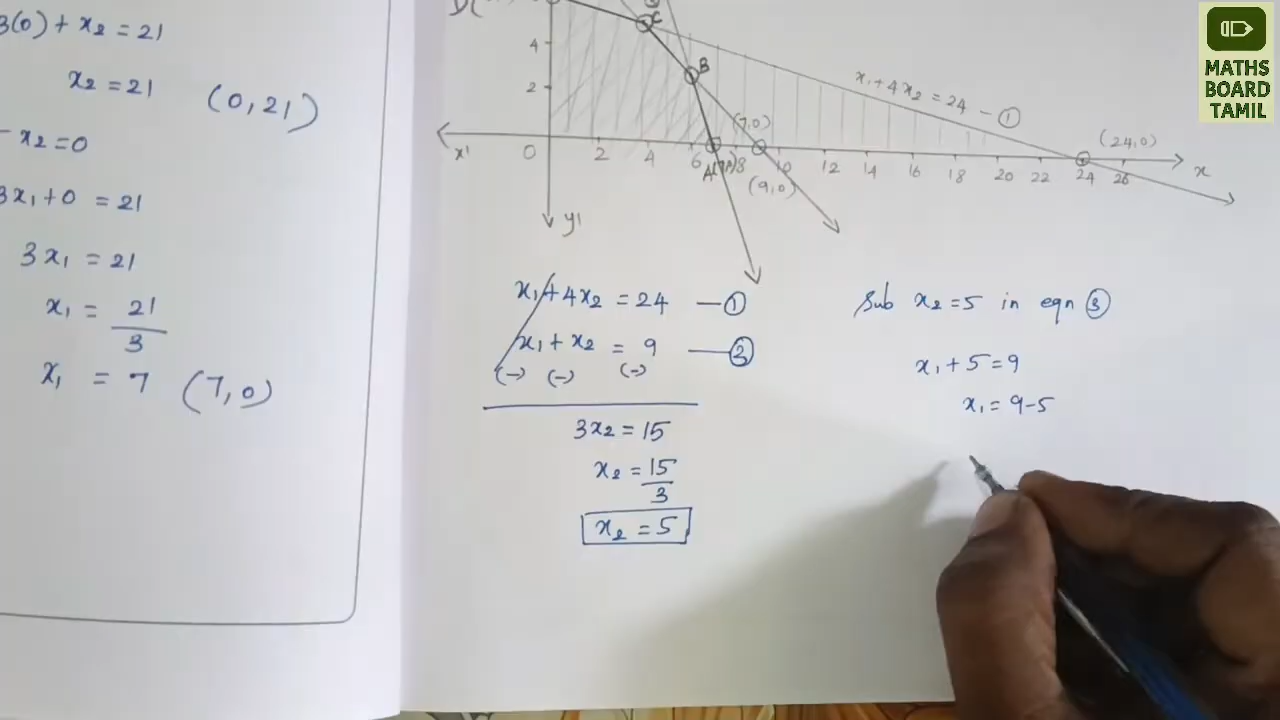 3(0) + x₂ = 21
x₂ = 21 (0,21)
- x₂ = 0
3x₁ + 0 = 21
3x₁ = 21
x₁ = 21/3
x₁ = 7 (7,0)
D(
C
B
4
2
x₁ + 4x₂ = 24 — ①
(7,0)
(24,0)
x' 0 2 4 6 8 10 12 14 16 18 20 22 24 26 x
(9,0)
y'
x₁ + 4x₂ = 24 — ①
x₁ + x₂ = 9 — ②
(-) (-) (-)
3x₂ = 15
x₂ = 15/3
x₂ = 5
Sub x₂ = 5 in eqn ③
x₁ + 5 = 9
x₁ = 9-5
MATHS
BOARD
TAMIL